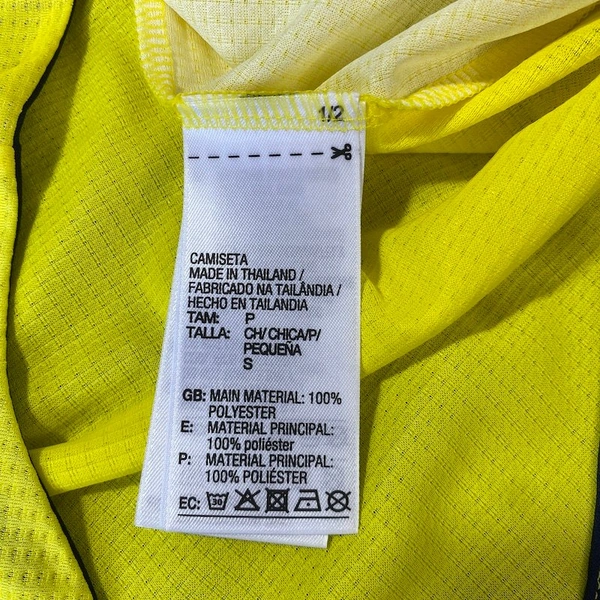 1/2
CAMISETA
MADE IN THAILAND /
FABRICADO NA TAILÂNDIA /
HECHO EN TAILANDIA
TAM: P
TALLA: CH/ CHICA/P/
PEQUEÑA
S
GB: MAIN MATERIAL: 100%
POLYESTER
E: MATERIAL PRINCIPAL:
100% poliéster
P: MATERIAL PRINCIPAL:
100% POLIÉSTER
EC: 30